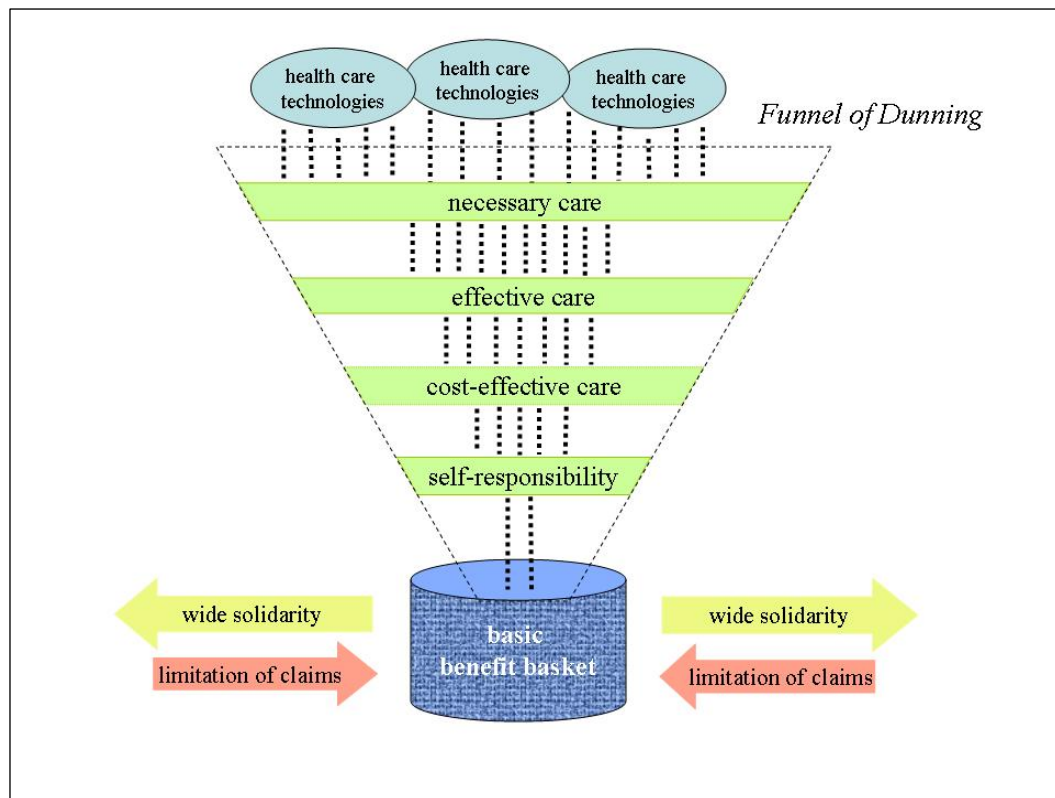 health care
technologies
health care
technologies
health care
technologies
Funnel of Dunning
necessary care
effective care
cost-effective care
self-responsibility
wide solidarity
limitation of claims
basic
benefit basket
wide solidarity
limitation of claims